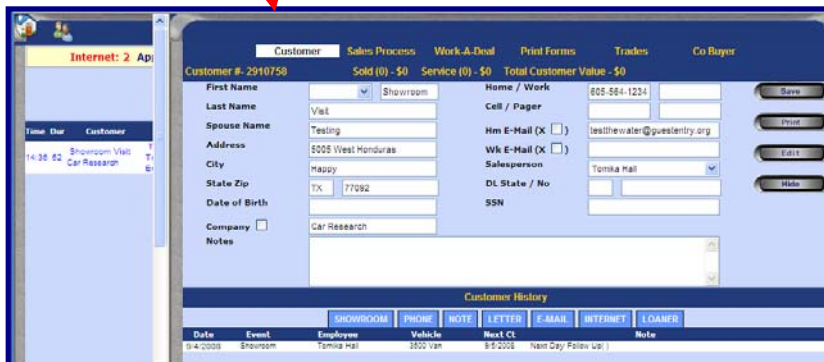 Internet: 2 Ap
Time Dur Customer
14:36 62 Showroom Visit
Car Research
Customer Sales Process Work-A-Deal Print Forms Trades Co Buyer
Customer #- 2910758 Sold (0) - $0 Service (0) - $0 Total Customer Value - $0
First Name Showroom Home / Work 605-564-1234 Save
Last Name Visit Cell / Pager
Spouse Name Testing Hm E-Mail (X ) testthewater@guestentry.org Print
Address 5005 West Honduras Wk E-Mail (X ) Edit
City Happy Salesperson Tomika Hall
State Zip TX 77092 DL State / No Hide
Date of Birth SSN
Company Car Research
Notes
Customer History
SHOWROOM PHONE NOTE LETTER E-MAIL INTERNET LOANER
Date Event Employee Vehicle Next Ct Note
9/4/2008 Showroom Tomika Hall 3500 Van 9/5/2008 Next Day Follow Up( )